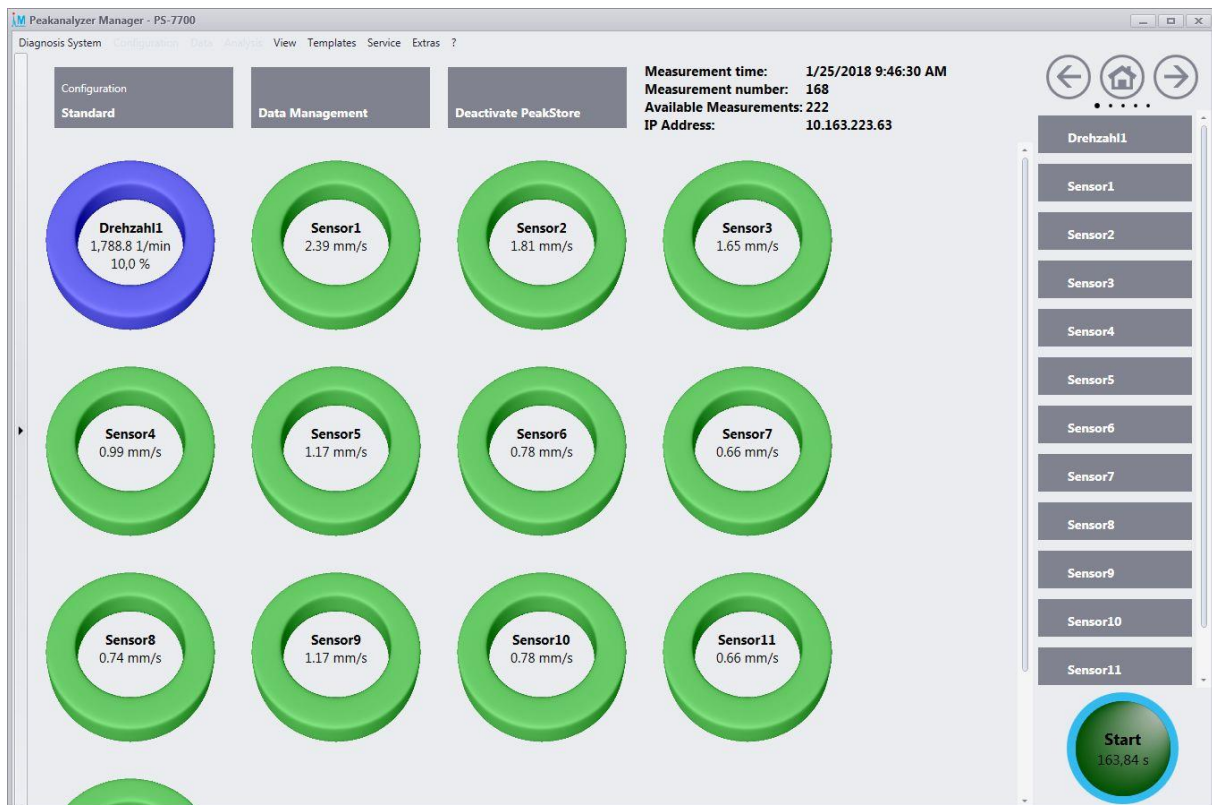 Peakanalyzer Manager - PS-7700
Diagnosis System Configuration Data Analysis View Templates Service Extras ?
Configuration
Standard
Data Management
Deactivate PeakStore
Measurement time: 1/25/2018 9:46:30 AM
Measurement number: 168
Available Measurements: 222
IP Address: 10.163.223.63
Drehzahl1
1,788.8 1/min
10,0 %
Sensor1
2.39 mm/s
Sensor2
1.81 mm/s
Sensor3
1.65 mm/s
Sensor4
0.99 mm/s
Sensor5
1.17 mm/s
Sensor6
0.78 mm/s
Sensor7
0.66 mm/s
Sensor8
0.74 mm/s
Sensor9
1.17 mm/s
Sensor10
0.78 mm/s
Sensor11
0.66 mm/s
Drehzahl1
Sensor1
Sensor2
Sensor3
Sensor4
Sensor5
Sensor6
Sensor7
Sensor8
Sensor9
Sensor10
Sensor11
Start
163,84 s